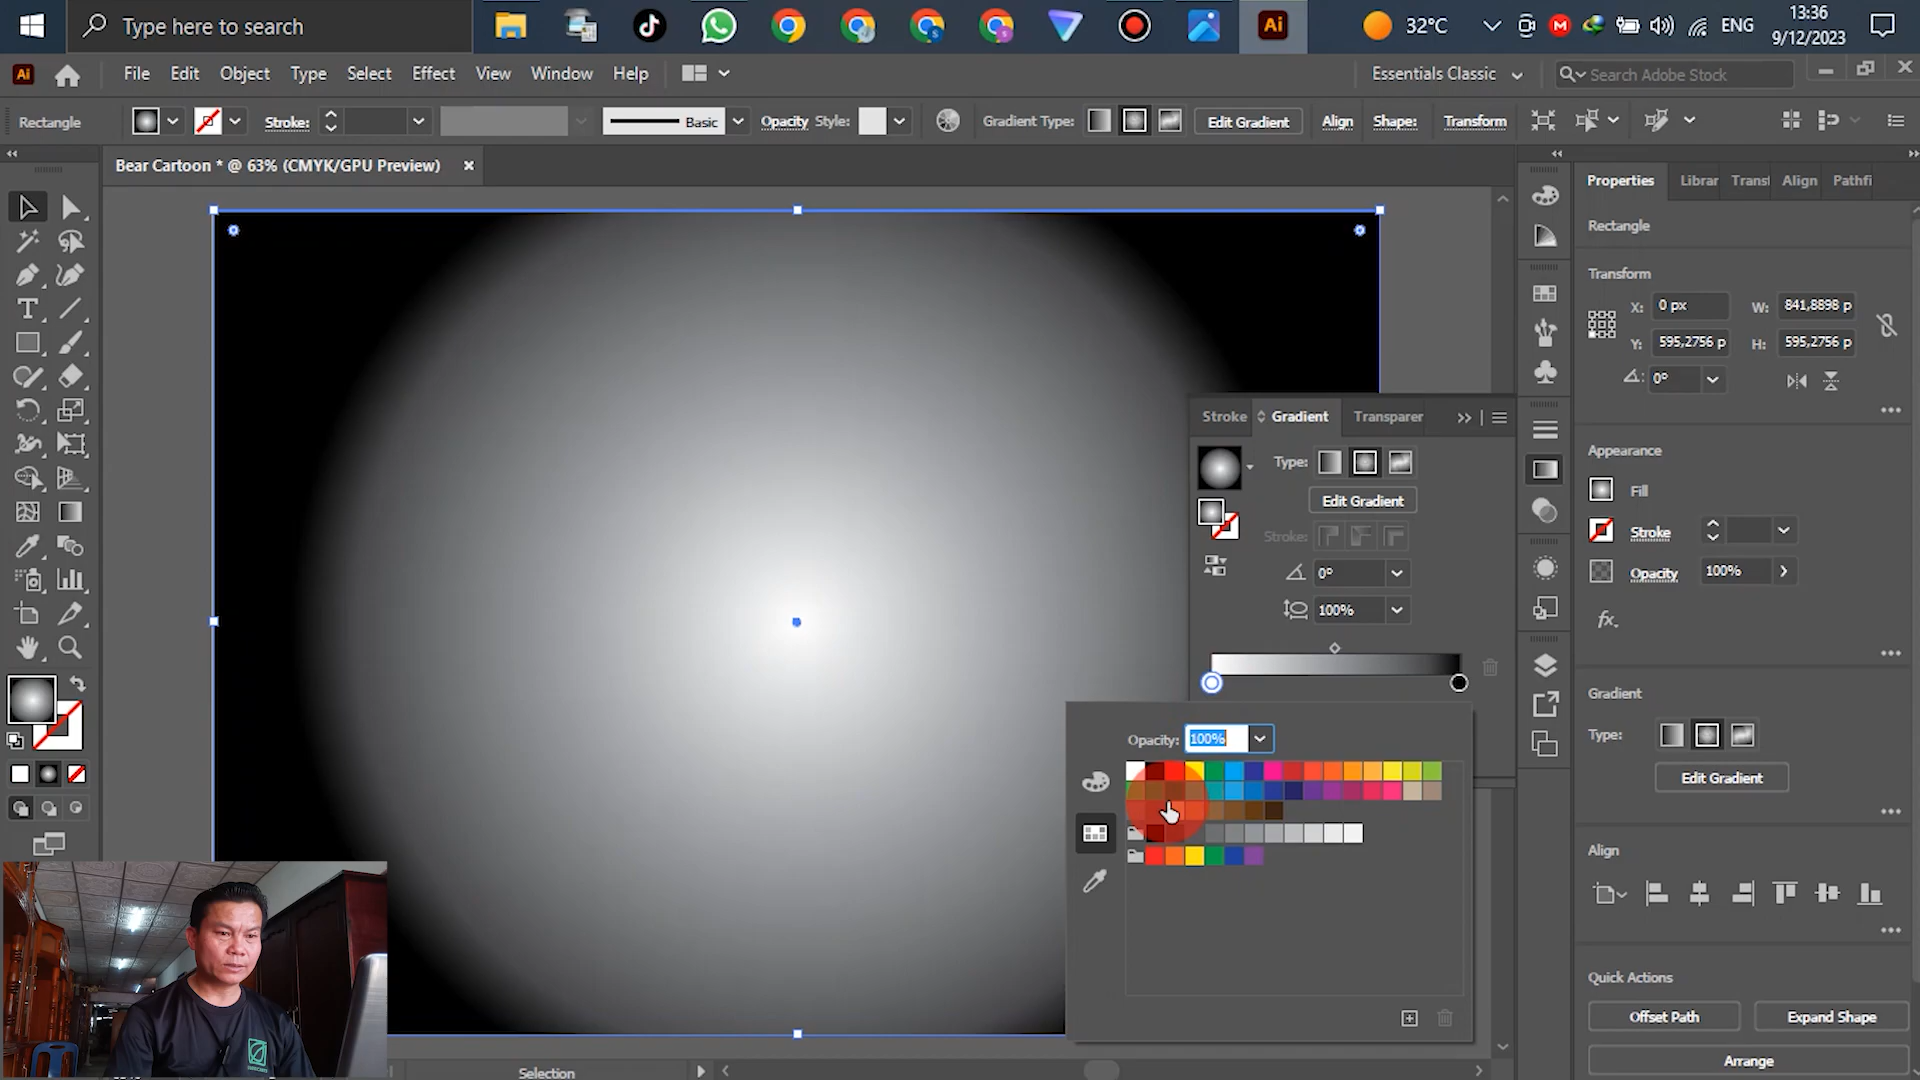 Type here to search
32°C
ENG
13:36
9/12/2023
Ai
Ai
File Edit Object Type Select Effect View Window Help
Essentials Classic
Search Adobe Stock
Rectangle
Stroke:
Basic
Opacity
Style:
Gradient Type:
Edit Gradient
Align
Shape:
Transform
Bear Cartoon * @ 63% (CMYK/GPU Preview)
Properties
Librar
Transf
Align
Pathfi
Rectangle
Transform
X: 0 px
W: 841,8898 p
Y: 595,2756 p
H: 595,2756 p
0°
Appearance
Fill
Stroke
Opacity 100%
fx.
Gradient
Type:
Edit Gradient
Align
Quick Actions
Offset Path
Expand Shape
Arrange
Stroke
Gradient
Transparer
Type:
Edit Gradient
Stroke:
0°
100%
Opacity: 100%
Selection